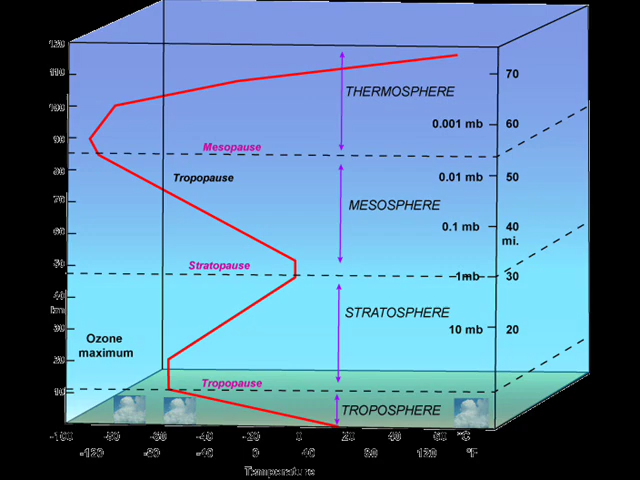 120
110 70
THERMOSPHERE
100
0.001 mb 60
90
Mesopause
80 Tropopause 0.01 mb 50
70
MESOSPHERE
60 0.1 mb 40
mi.
50 Stratopause
1mb 30
40
km STRATOSPHERE
30 Ozone 10 mb 20
maximum
20
10 Tropopause
TROPOSPHERE
-100 -80 -60 -20 0 20 40 60 °C
-120 -80 -40 0 40 80 120 °F
Temperature